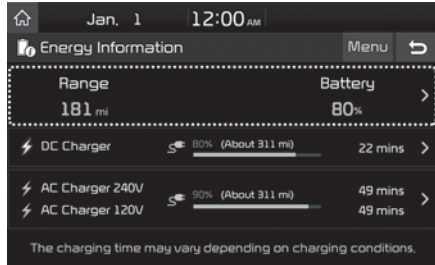 Jan. 1 12:00 AM
Energy Information Menu
Range Battery
181 mi 80%
DC Charger 80% (About 311 mi) 22 mins
AC Charger 240V 90% (About 311 mi) 49 mins
AC Charger 120V 49 mins
The charging time may vary depending on charging conditions.